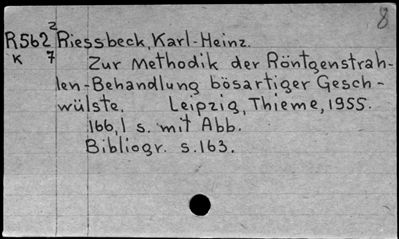 8
R562² Riessbeck, Karl-Heinz.
K 7 Zur Methodik der Röntgenstrah-
len-Behandlung bösartiger Gesch-
wülste. Leipzig, Thieme, 1955.
166,1 s. mit Abb.
Bibliogr. s.163.